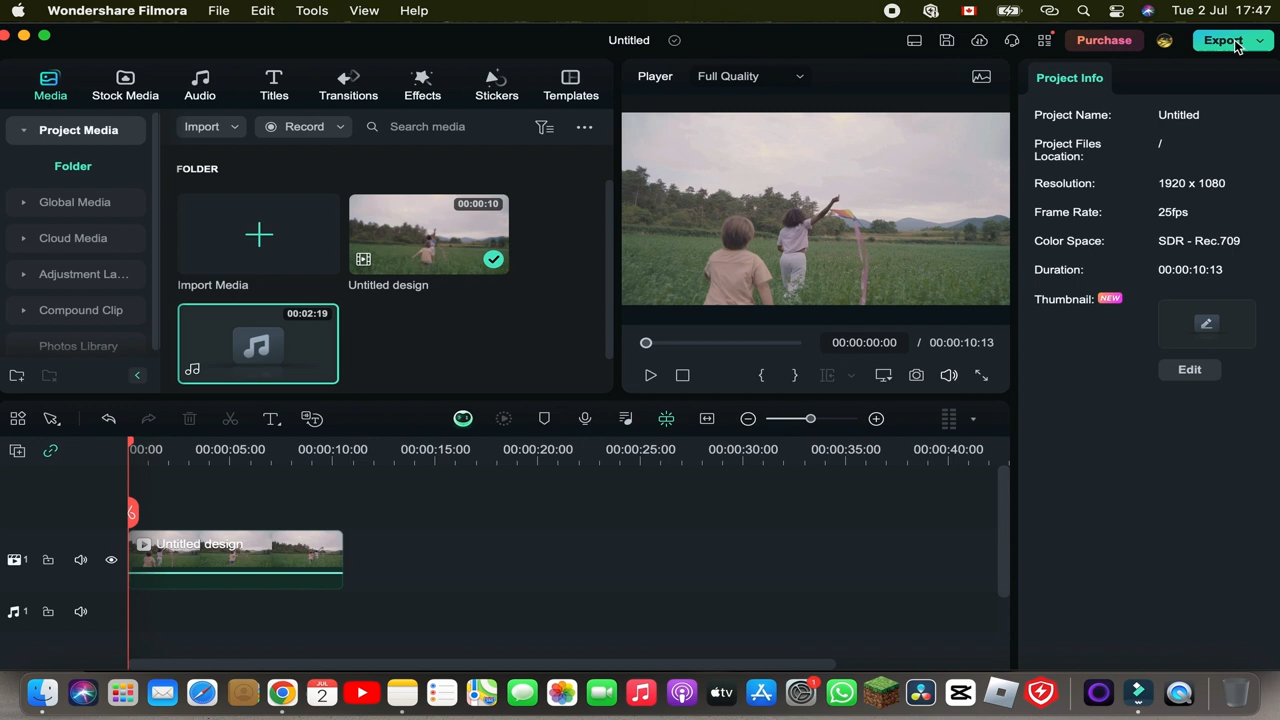 Wondershare Filmora File Edit Tools View Help Tue 2 Jul 17:47
Untitled Purchase Export
Media Stock Media Audio Titles Transitions Effects Stickers Templates
Player Full Quality
Project Info
Project Media
Folder
Global Media
Cloud Media
Adjustment La...
Compound Clip
Photos Library
Import Record Search media
FOLDER
00:00:10
Import Media Untitled design
00:02:19
00:00:00:00 / 00:00:10:13
Project Name: Untitled
Project Files Location: /
Resolution: 1920 x 1080
Frame Rate: 25fps
Color Space: SDR - Rec.709
Duration: 00:00:10:13
Thumbnail: NEW
Edit
00:00 00:00:05:00 00:00:10:00 00:00:15:00 00:00:20:00 00:00:25:00 00:00:30:00 00:00:35:00 00:00:40:00
Untitled design
1
1
JUL 2 tv 1